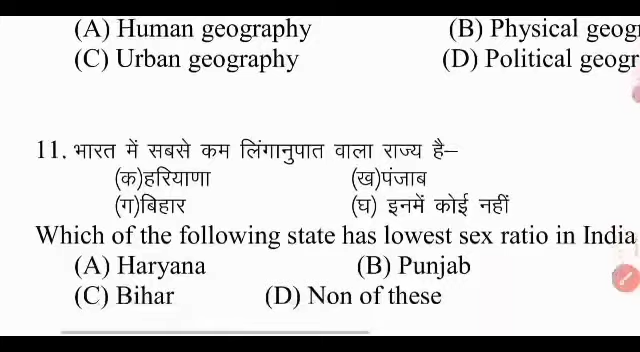 (A) Human geography (B) Physical geog
(C) Urban geography (D) Political geogr
11. भारत में सबसे कम लिंगानुपात वाला राज्य है–
(क)हरियाणा (ख)पंजाब
(ग)बिहार (घ) इनमें कोई नहीं
Which of the following state has lowest sex ratio in India
(A) Haryana (B) Punjab
(C) Bihar (D) Non of these